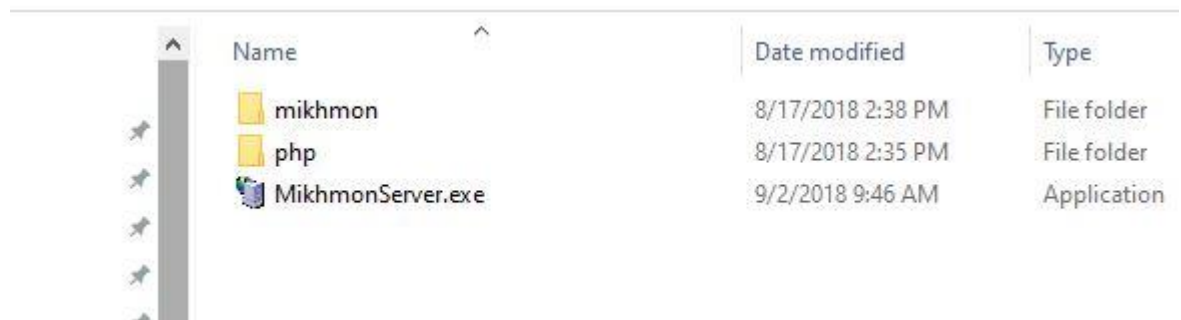 Name Date modified Type
mikhmon 8/17/2018 2:38 PM File folder
php 8/17/2018 2:35 PM File folder
MikhmonServer.exe 9/2/2018 9:46 AM Application